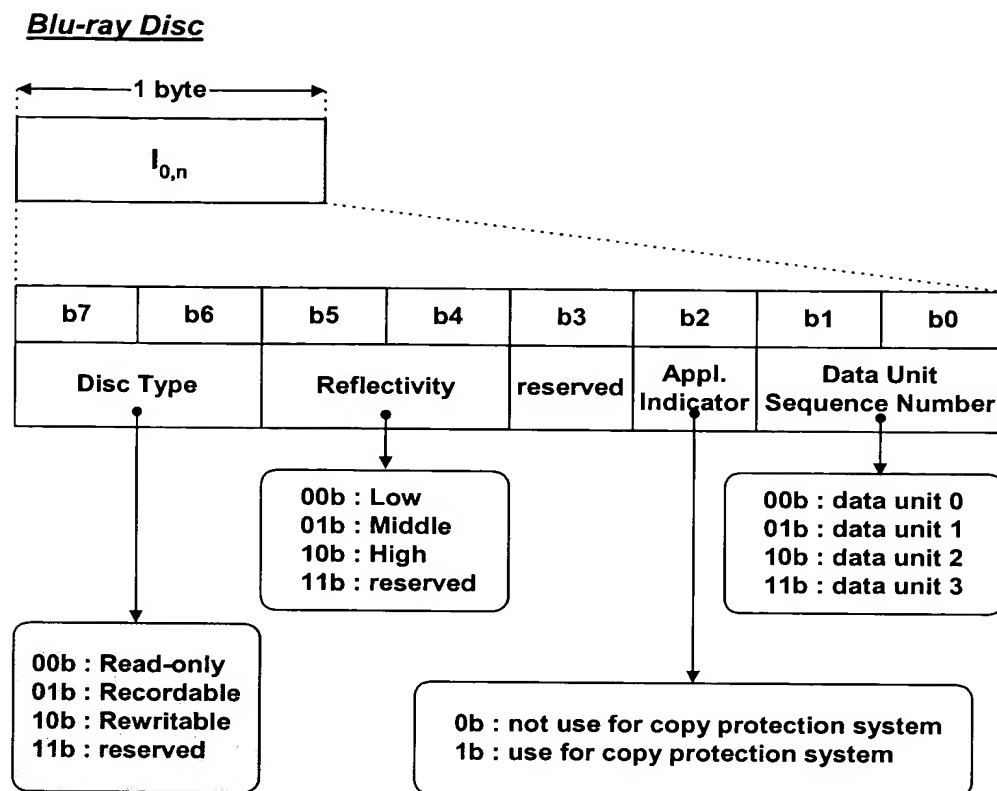 Blu-ray Disc
1 byte
I0,n
b7 b6 b5 b4 b3 b2 b1 b0
Disc Type Reflectivity reserved Appl. Indicator Data Unit Sequence Number
00b : Low
01b : Middle
10b : High
11b : reserved
00b : data unit 0
01b : data unit 1
10b : data unit 2
11b : data unit 3
00b : Read-only
01b : Recordable
10b : Rewritable
11b : reserved
0b : not use for copy protection system
1b : use for copy protection system